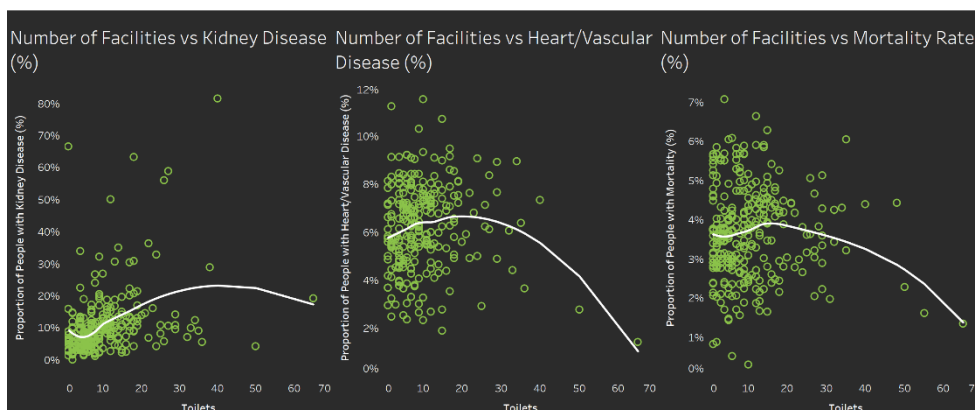 Number of Facilities vs Kidney Disease
(%)
Proportion of People with Kidney Disease (%)
80%
70%
60%
50%
40%
30%
20%
10%
0%
0 10 20 30 40 50 60 70
Toilets
Number of Facilities vs Heart/Vascular
Disease (%)
Proportion of People with Heart/Vascular Disease (%)
12%
10%
8%
6%
4%
2%
0%
0 10 20 30 40 50 60 70
Toilets
Number of Facilities vs Mortality Rate
(%)
Proportion of People with Mortality (%)
7%
6%
5%
4%
3%
2%
1%
0%
0 10 20 30 40 50 60
Toilets